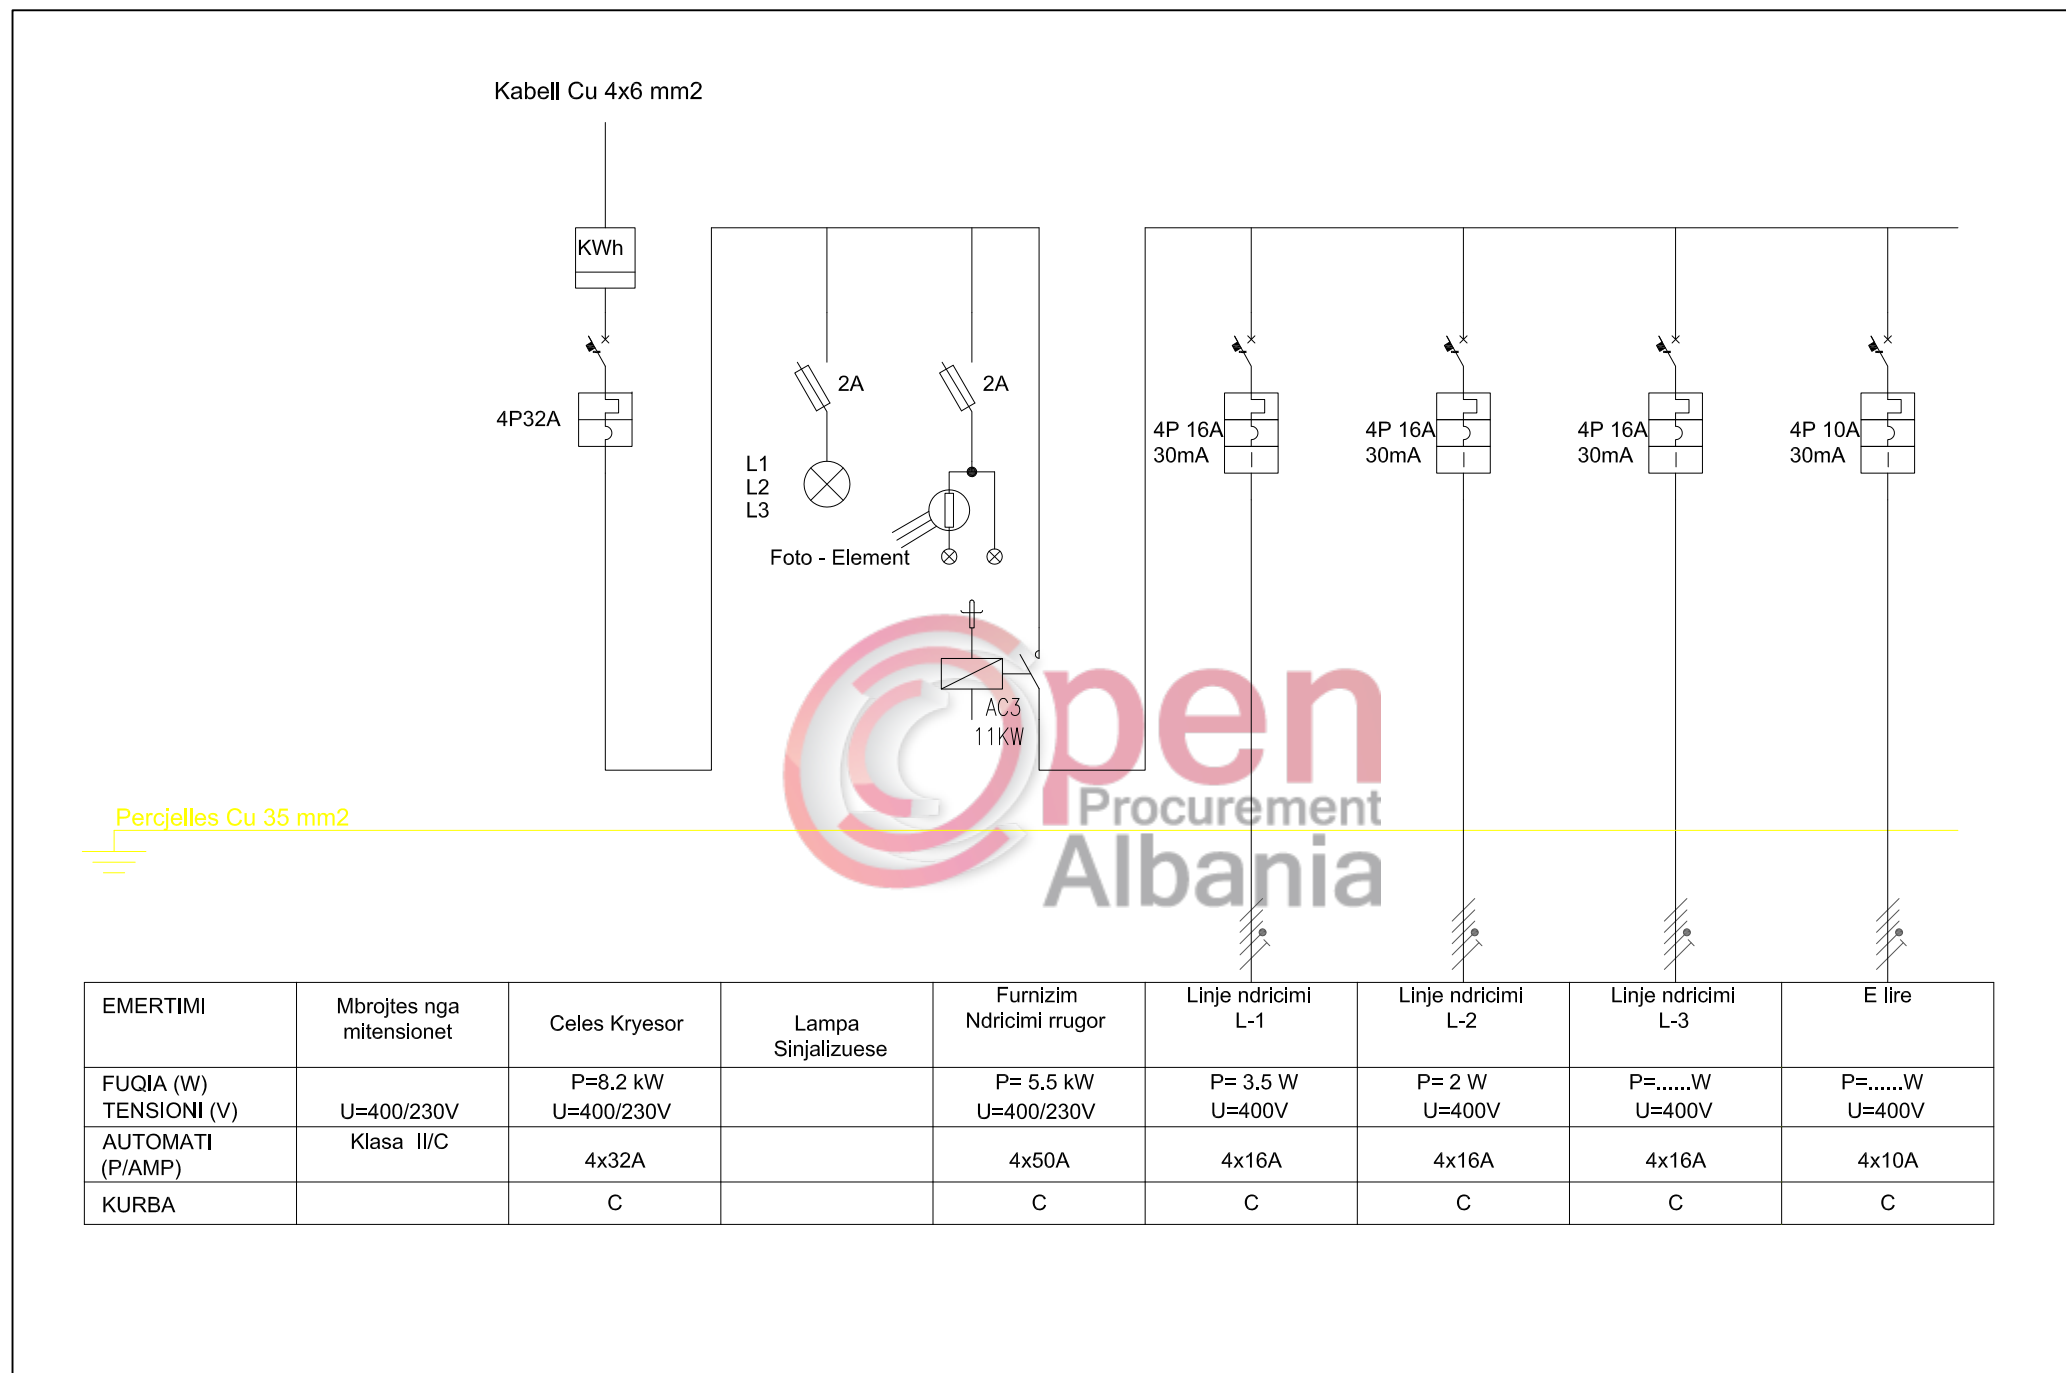 Kabell Cu 4x6 mm2
KWh
4P32A
2A
2A
L1
L2
L3
Foto - Element
AC3
11KW
4P 16A
30mA
4P 16A
30mA
4P 16A
30mA
4P 10A
30mA
Open
Procurement
Albania
Percjelles Cu 35 mm2
EMERTIMI
Mbrojtes nga
mitensionet
Celes Kryesor
Lampa
Sinjalizuese
Furnizim
Ndricimi rrugor
Linje ndricimi
L-1
Linje ndricimi
L-2
Linje ndricimi
L-3
E lire
FUQIA (W)
TENSIONI (V)
U=400/230V
P=8.2 kW
U=400/230V
P= 5.5 kW
U=400/230V
P= 3.5 W
U=400V
P= 2 W
U=400V
P=......W
U=400V
P=......W
U=400V
AUTOMATI
(P/AMP)
Klasa II/C
4x32A
4x50A
4x16A
4x16A
4x16A
4x10A
KURBA
C
C
C
C
C
C